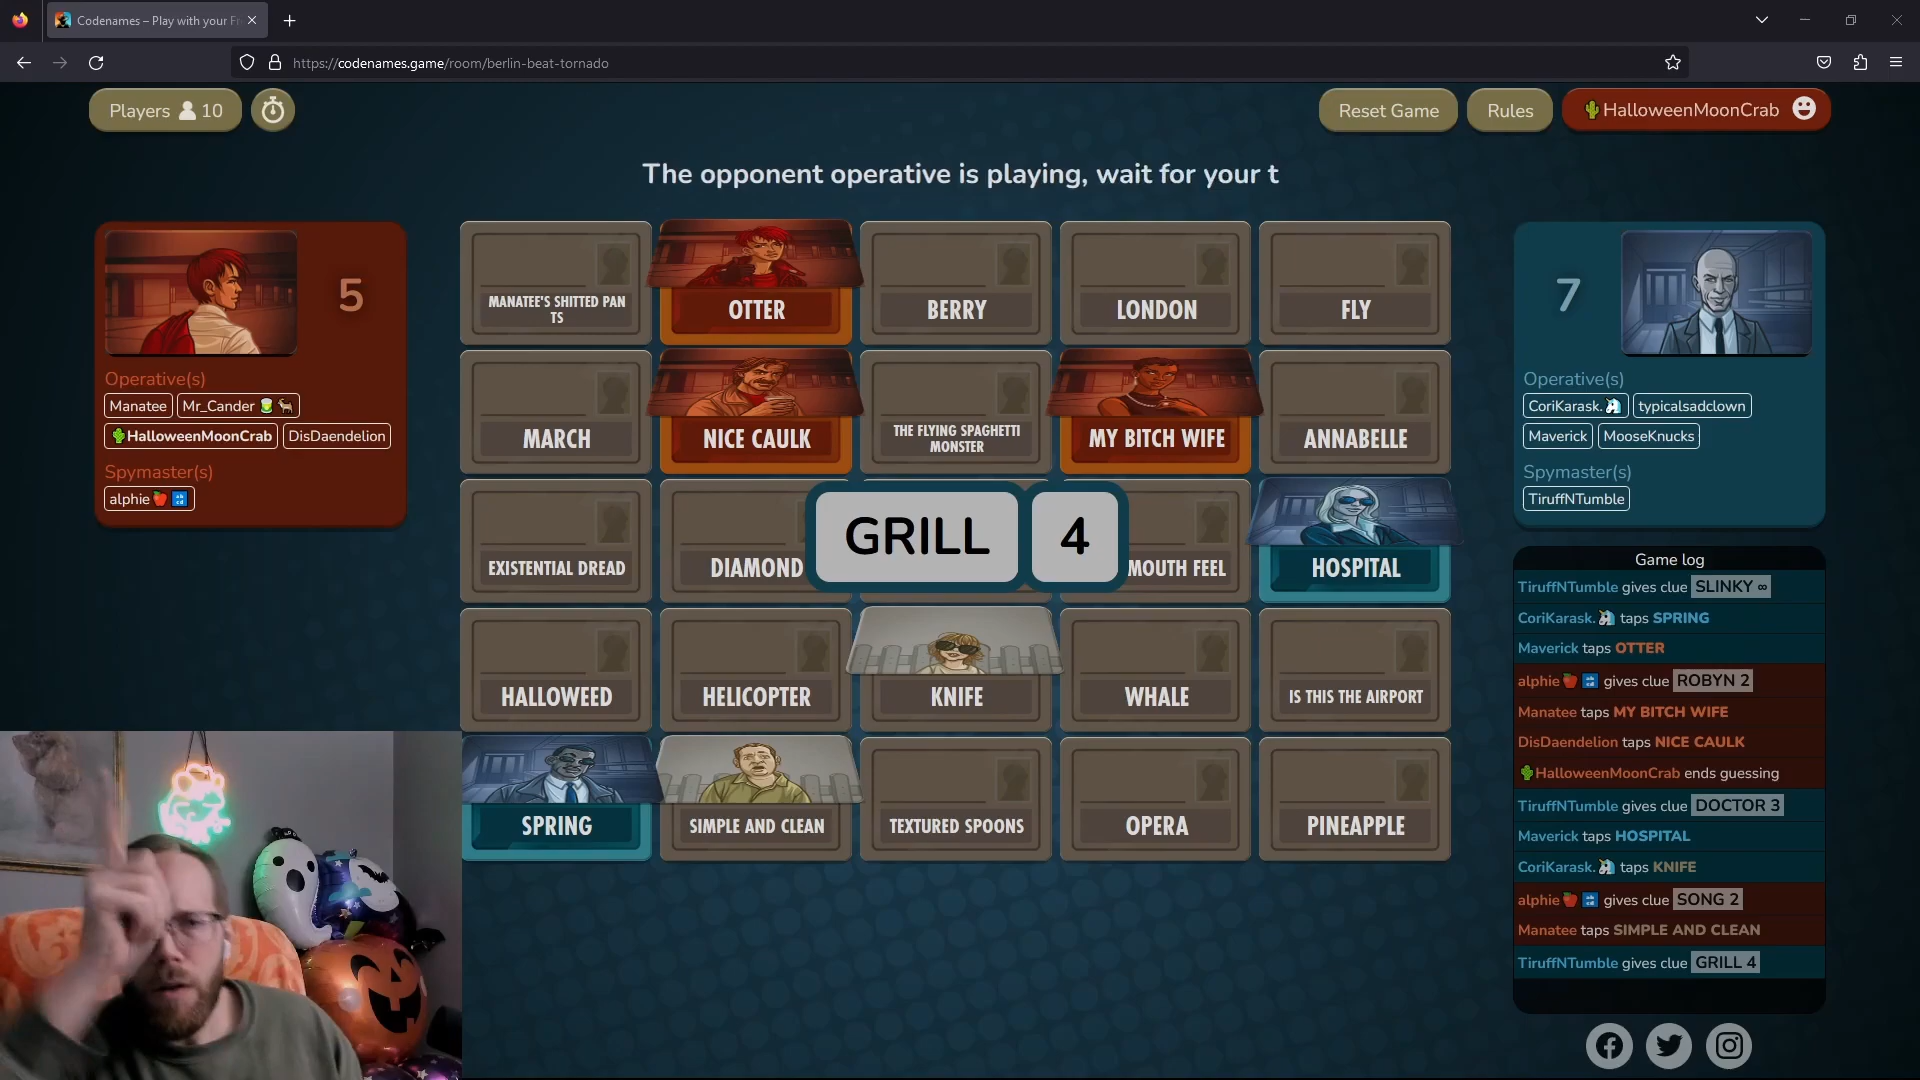 Codenames – Play with your Fr
https://codenames.game/room/berlin-beat-tornado
Players 10
Reset Game
Rules
HalloweenMoonCrab
The opponent operative is playing, wait for your t
5
Operative(s)
Manatee
Mr_Cander
HalloweenMoonCrab
DisDaendelion
Spymaster(s)
alphie
MANATEE'S SHITTED PAN
TS
OTTER
BERRY
LONDON
FLY
MARCH
NICE CAULK
THE FLYING SPAGHETTI
MONSTER
MY BITCH WIFE
ANNABELLE
EXISTENTIAL DREAD
DIAMOND
GRILL 4
MOUTH FEEL
HOSPITAL
HALLOWEED
HELICOPTER
KNIFE
WHALE
IS THIS THE AIRPORT
SPRING
SIMPLE AND CLEAN
TEXTURED SPOONS
OPERA
PINEAPPLE
7
Operative(s)
CoriKarask.
typicalsadclown
Maverick
MooseKnucks
Spymaster(s)
TiruffNTumble
Game log
TiruffNTumble gives clue SLINKY ∞
CoriKarask. taps SPRING
Maverick taps OTTER
alphie gives clue ROBYN 2
Manatee taps MY BITCH WIFE
DisDaendelion taps NICE CAULK
HalloweenMoonCrab ends guessing
TiruffNTumble gives clue DOCTOR 3
Maverick taps HOSPITAL
CoriKarask. taps KNIFE
alphie gives clue SONG 2
Manatee taps SIMPLE AND CLEAN
TiruffNTumble gives clue GRILL 4